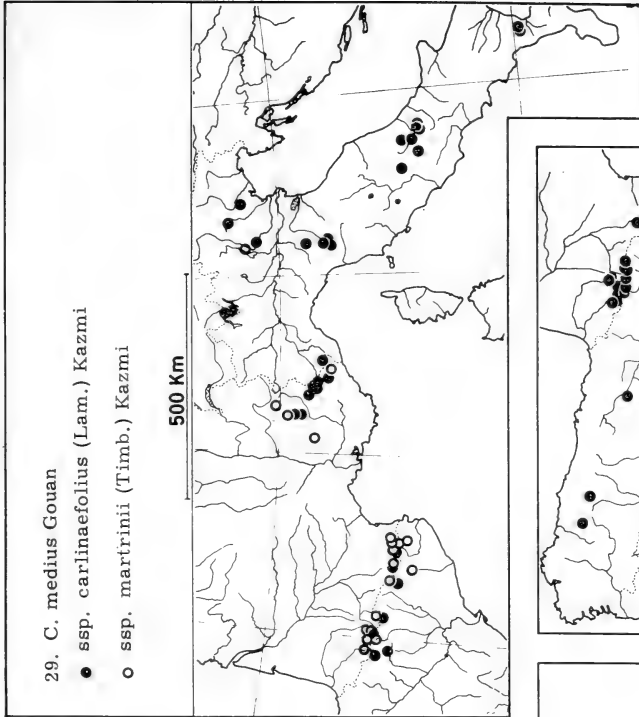 29. C. medius Gouan
ssp. carlinaefolius (Lam.) Kazmi
ssp. martrinii (Timb.) Kazmi
500 Km